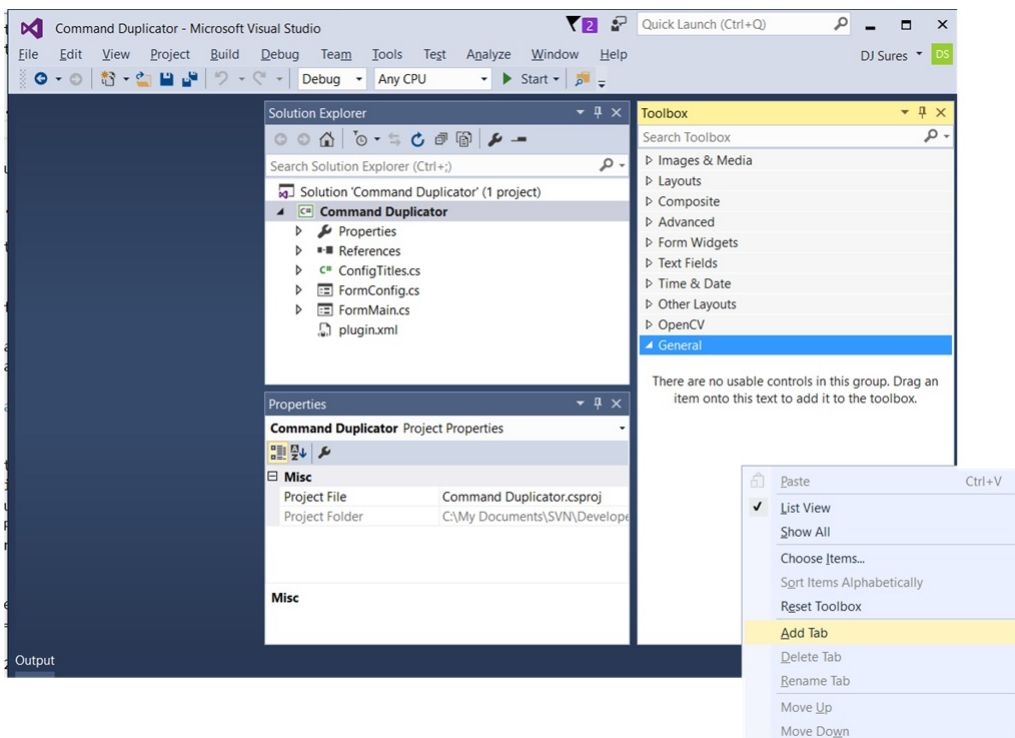 Command Duplicator - Microsoft Visual Studio
2
Quick Launch (Ctrl+Q)
File Edit View Project Build Debug Team Tools Test Analyze Window Help
DJ Sures
DS
Debug Any CPU Start
Solution Explorer
Search Solution Explorer (Ctrl+;)
Solution 'Command Duplicator' (1 project)
C# Command Duplicator
Properties
References
C# ConfigTitles.cs
FormConfig.cs
FormMain.cs
plugin.xml
Properties
Command Duplicator Project Properties
Misc
Project File Command Duplicator.csproj
Project Folder C:\My Documents\SVN\Develope
Misc
Toolbox
Search Toolbox
Images & Media
Layouts
Composite
Advanced
Form Widgets
Text Fields
Time & Date
Other Layouts
OpenCV
General
There are no usable controls in this group. Drag an
item onto this text to add it to the toolbox.
Paste Ctrl+V
List View
Show All
Choose Items...
Sort Items Alphabetically
Reset Toolbox
Add Tab
Delete Tab
Rename Tab
Move Up
Move Down
Output